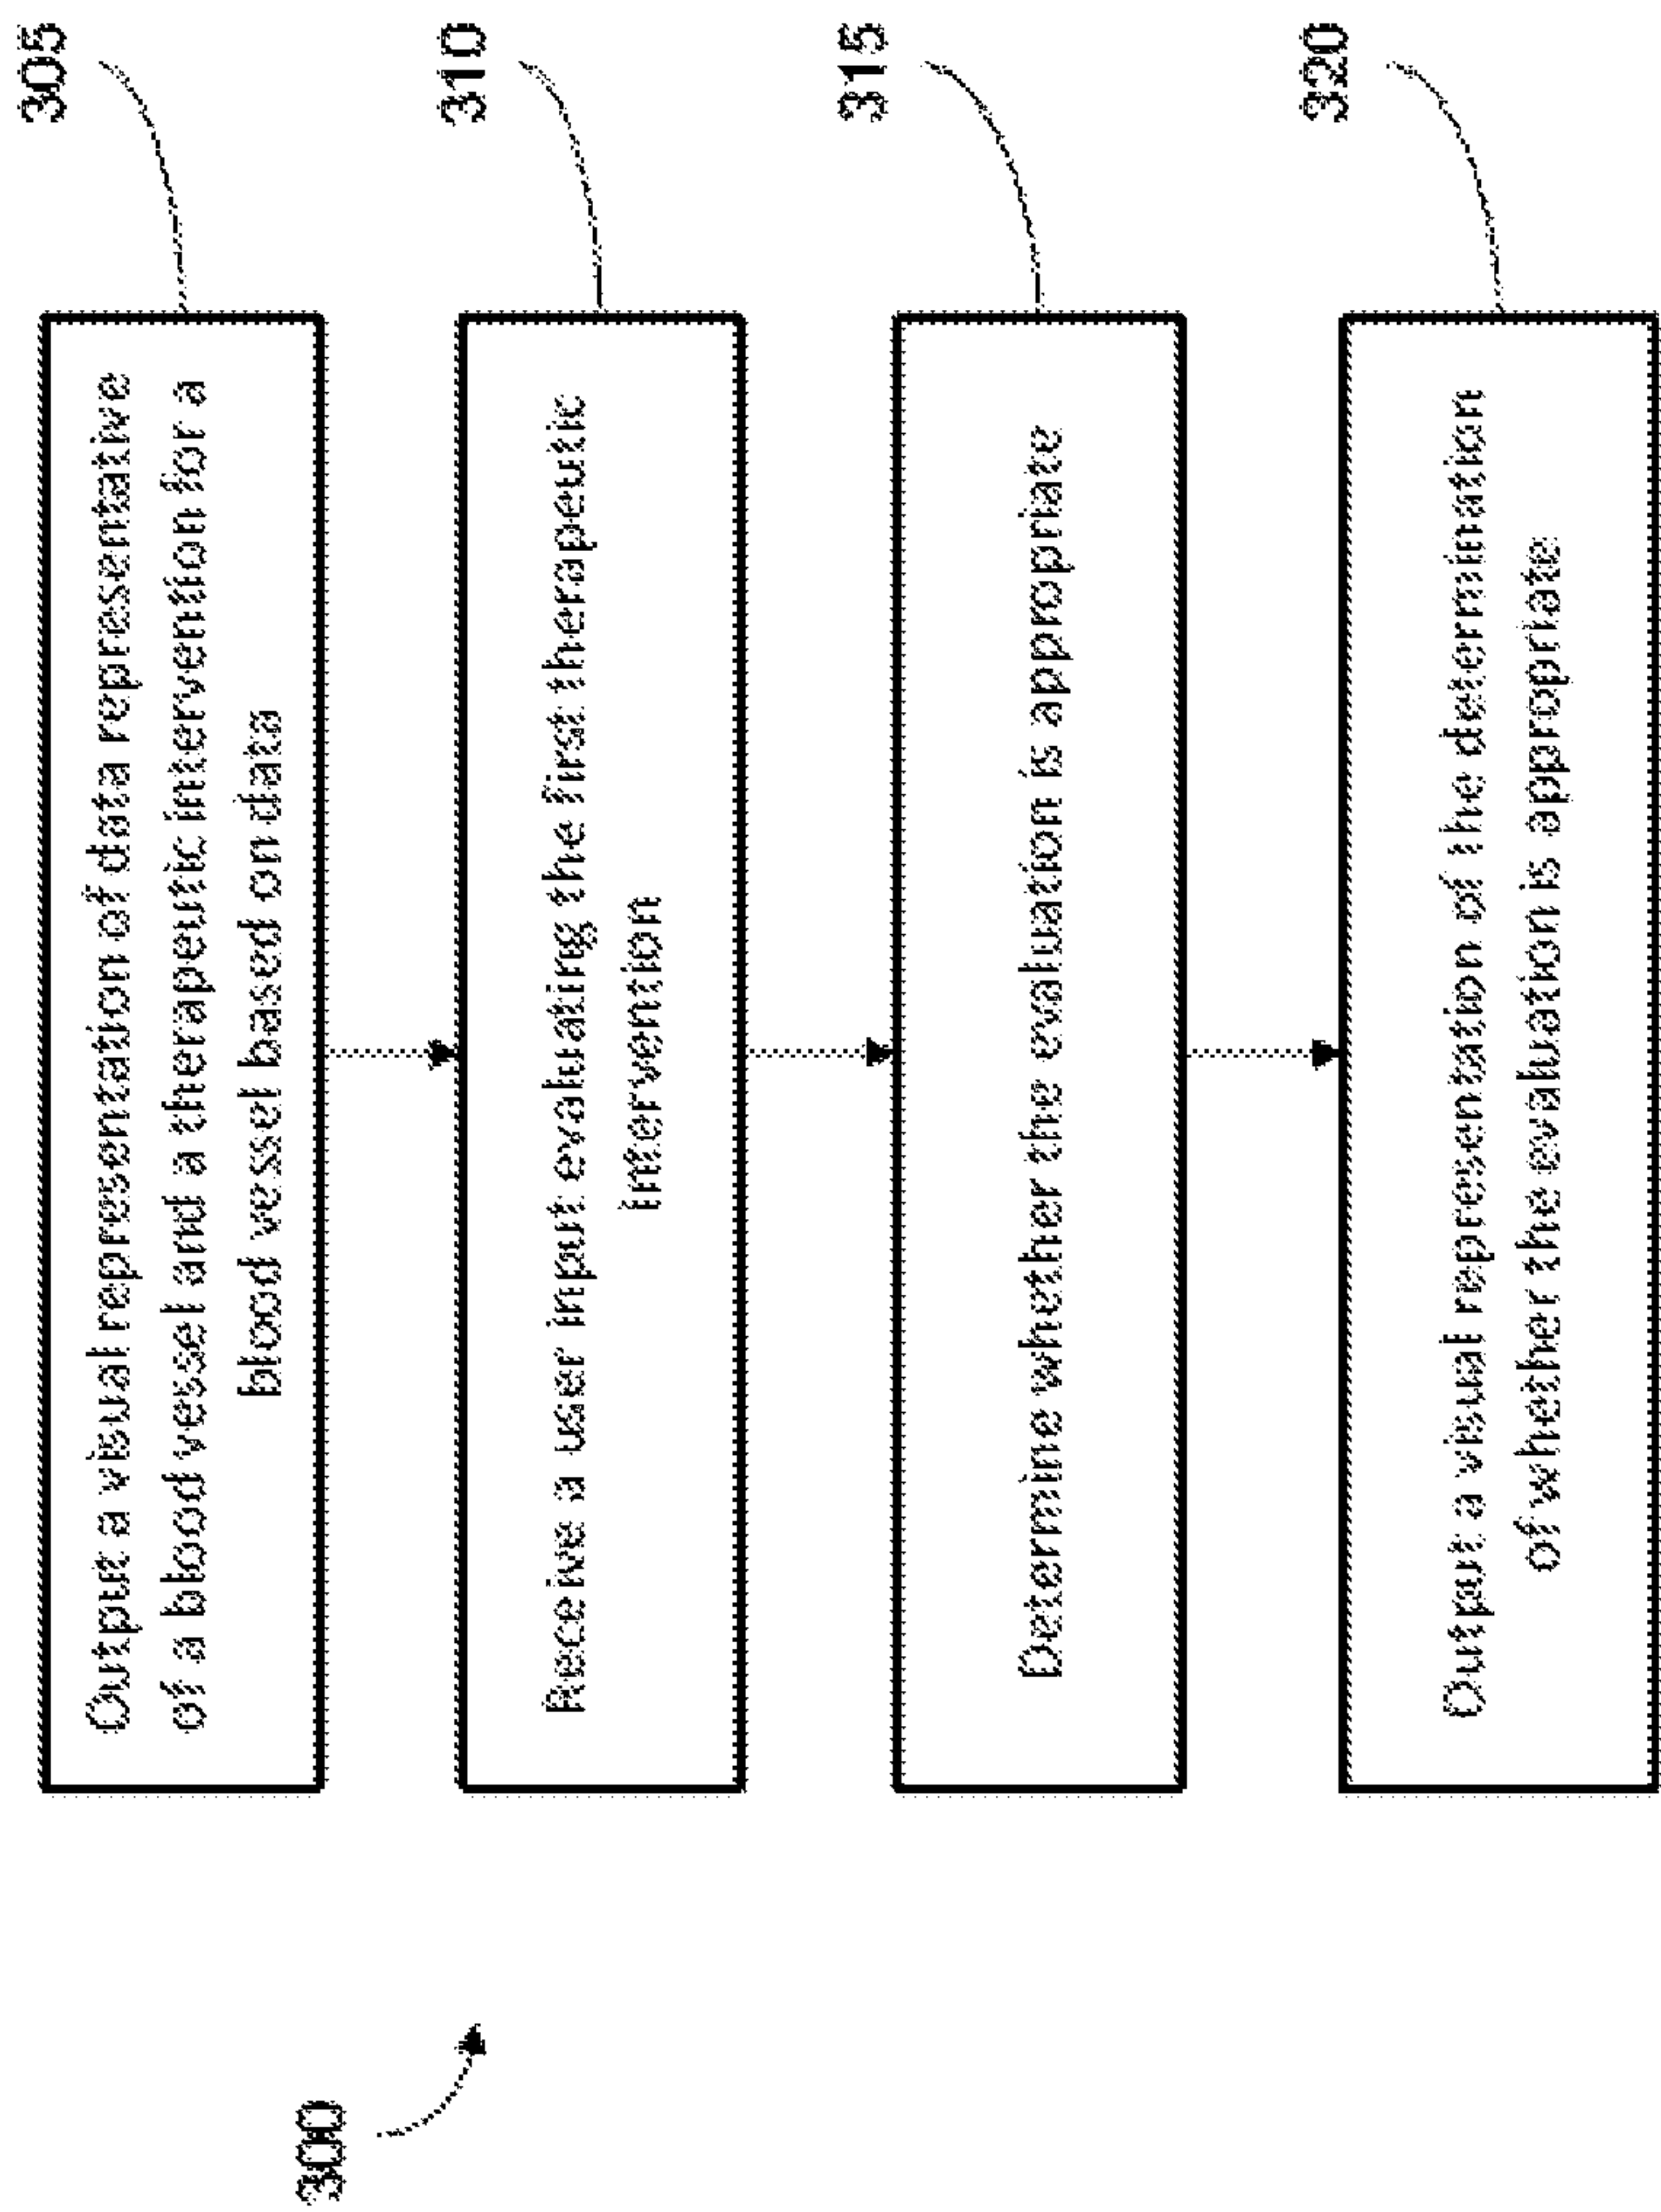 300
305
Output a visual representation of data representative
of a blood vessel and a therapeutic intervention for a
blood vessel based on data
310
Receive a user input evaluating the first therapeutic
intervention
315
Determine whether the evaluation is appropriate
320
Output a visual representation of the determination
of whether the evaluation is appropriate